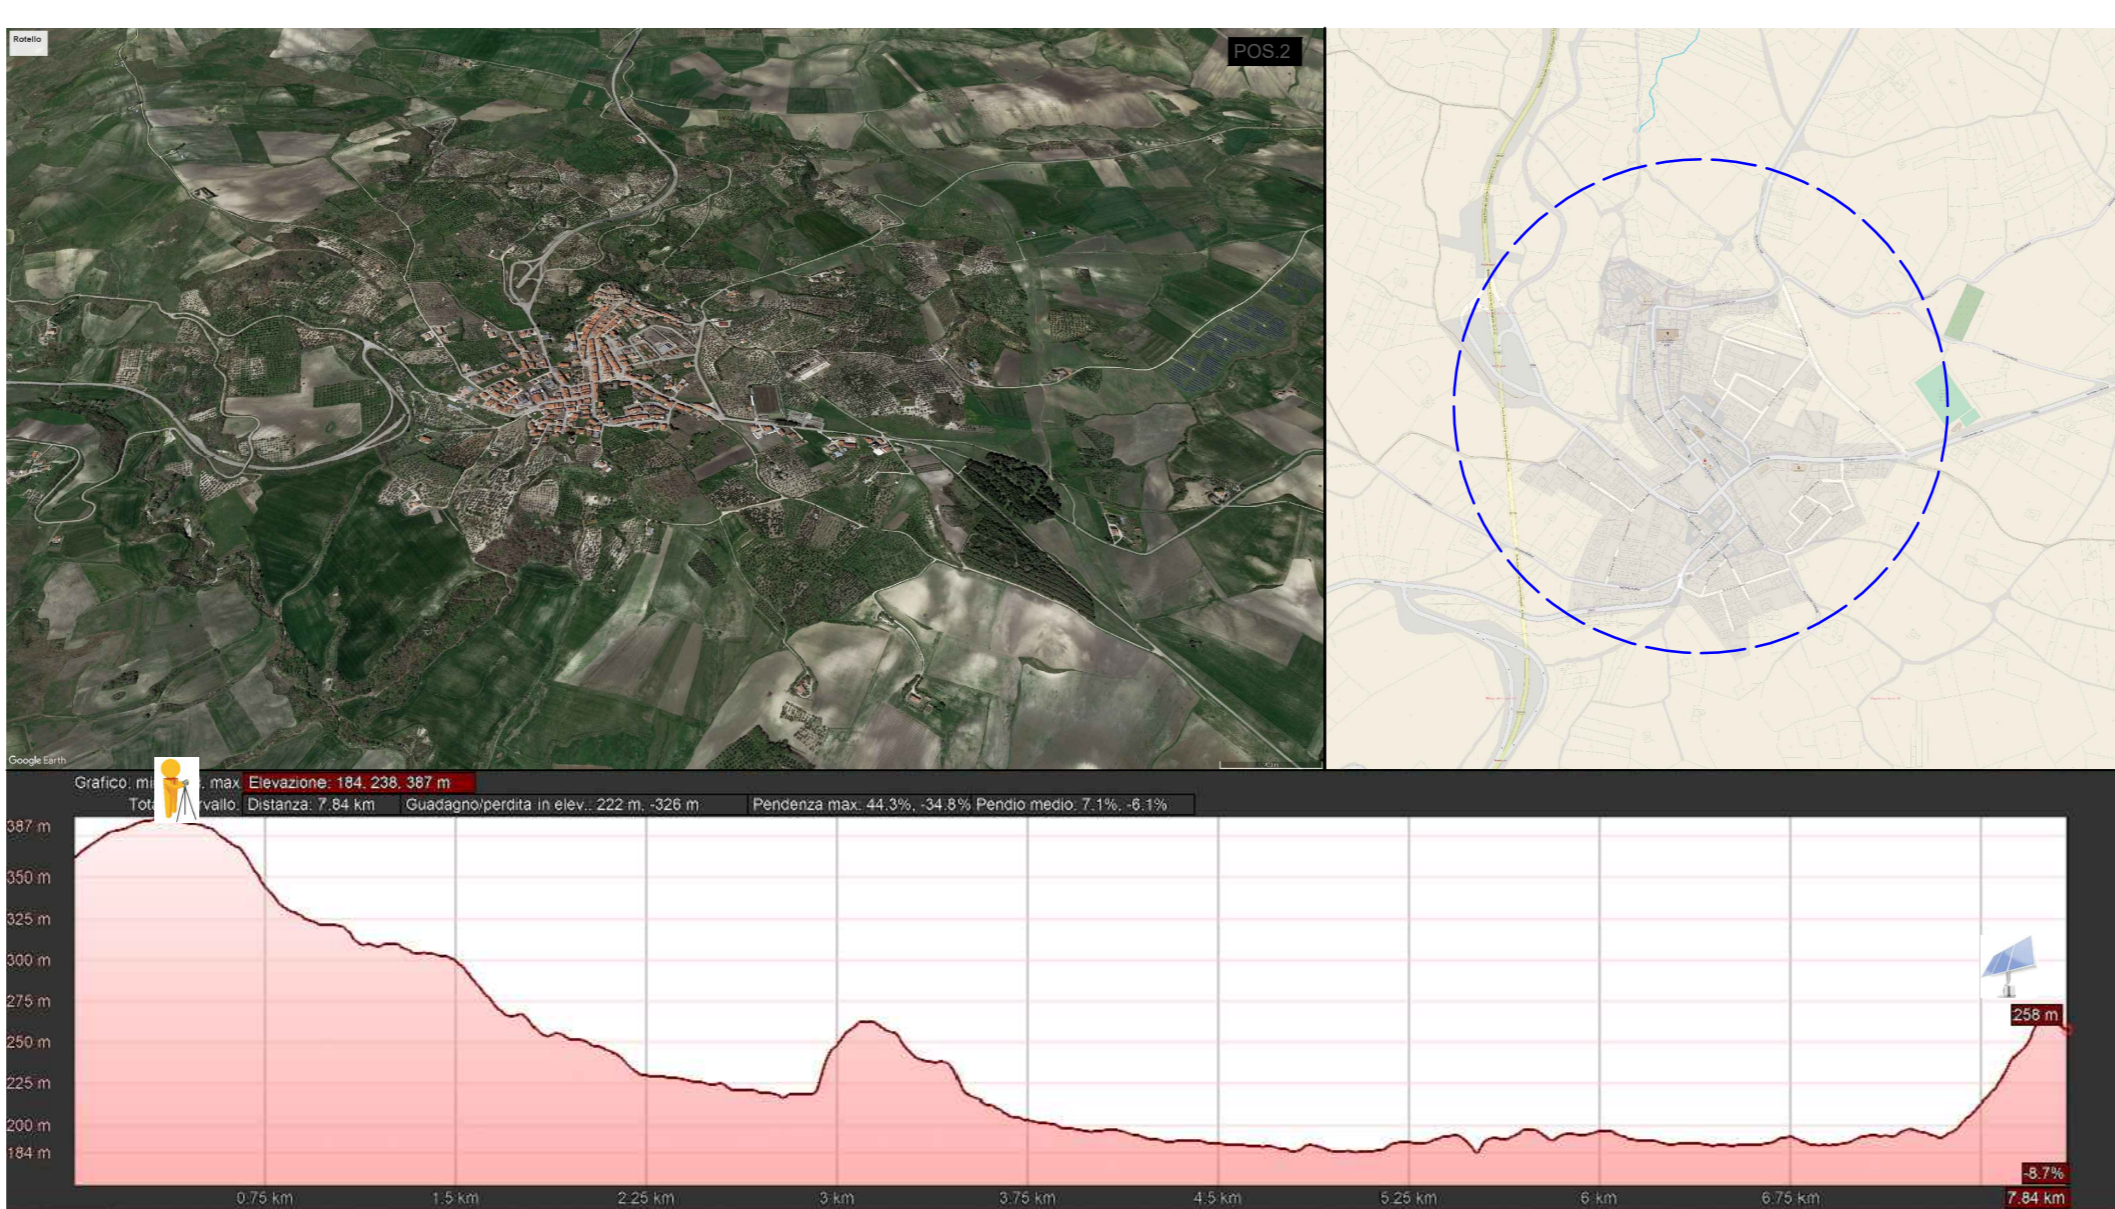 Rotello
POS.2
Google Earth
Grafico: max Elevazione: 184, 238, 387 m
Distanza: 7.84 km Guadagno/perdita in elev.: 222 m, -326 m Pendenza max: 44.3%, -34.8% Pendio medio: 7.1%, -6.1%
387 m
350 m
325 m
300 m
275 m
258 m
250 m
225 m
200 m
184 m
-8.7%
0.75 km 1.5 km 2.25 km 3 km 3.75 km 4.5 km 5.25 km 6 km 6.75 km 7.84 km